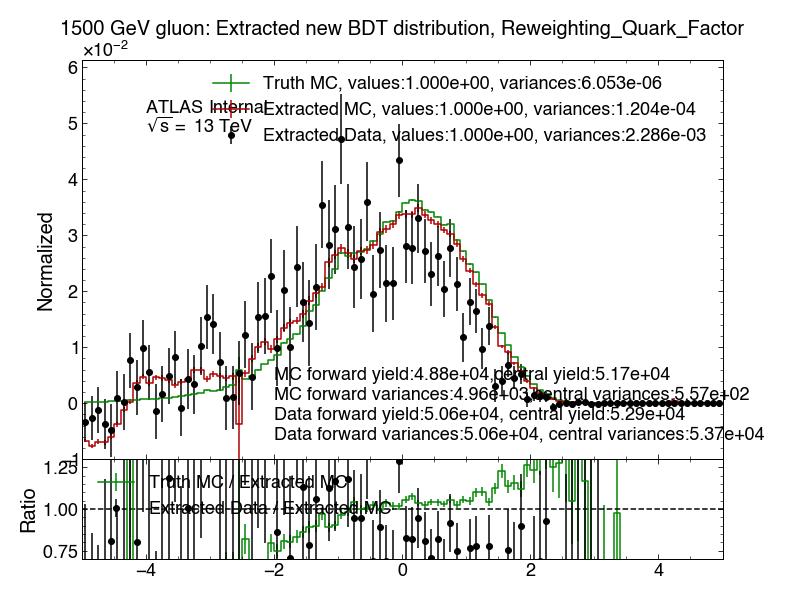 1500 GeV gluon: Extracted new BDT distribution, Reweighting_Quark_Factor
×10−2
Truth MC, values:1.000e+00, variances:6.053e-06
ATLAS Internal
Extracted MC, values:1.000e+00, variances:1.204e-04
√s = 13 TeV
Extracted Data, values:1.000e+00, variances:2.286e-03
Normalized
6
5
4
3
2
1
0
MC forward yield:4.88e+04,central yield:5.17e+04
MC forward variances:4.96e+03,central variances:5.57e+02
Data forward yield:5.06e+04, central yield:5.29e+04
Data forward variances:5.06e+04, central variances:5.37e+04
Ratio
1.25
1.00
0.75
Truth MC / Extracted MC
Extracted Data / Extracted MC
−4
−2
0
2
4